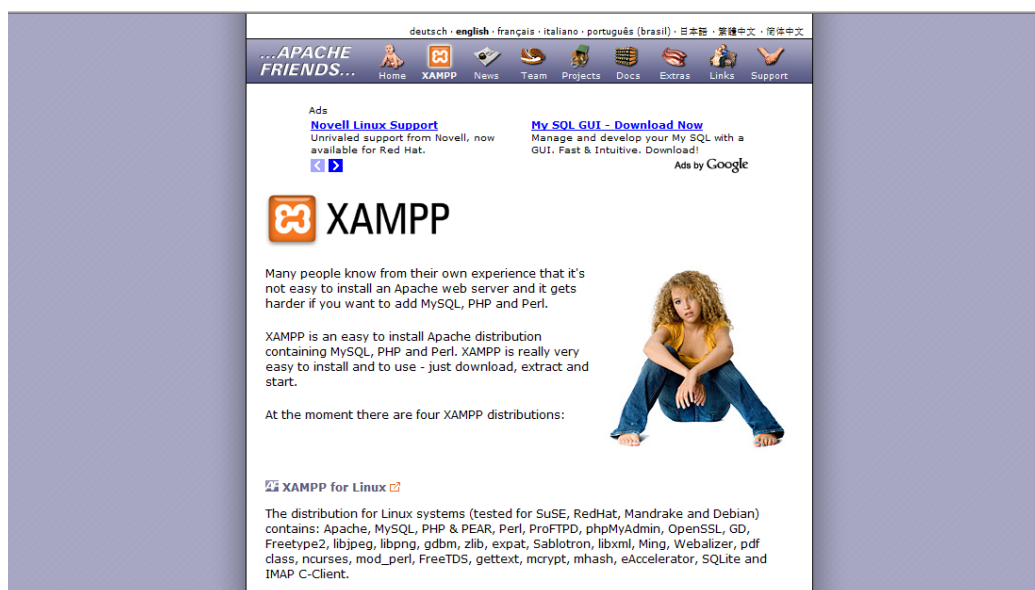 deutsch · english · français · italiano · português (brasil) · 日本語 · 繁體中文 · 简体中文
...APACHE
FRIENDS...
Home XAMPP News Team Projects Docs Extras Links Support
Ads
Novell Linux Support
Unrivaled support from Novell, now
available for Red Hat.
My SQL GUI - Download Now
Manage and develop your My SQL with a
GUI. Fast & Intuitive. Download!
Ads by Google
XAMPP
Many people know from their own experience that it's
not easy to install an Apache web server and it gets
harder if you want to add MySQL, PHP and Perl.
XAMPP is an easy to install Apache distribution
containing MySQL, PHP and Perl. XAMPP is really very
easy to install and to use - just download, extract and
start.
At the moment there are four XAMPP distributions:
XAMPP for Linux
The distribution for Linux systems (tested for SuSE, RedHat, Mandrake and Debian)
contains: Apache, MySQL, PHP & PEAR, Perl, ProFTPD, phpMyAdmin, OpenSSL, GD,
Freetype2, libjpeg, libpng, gdbm, zlib, expat, Sablotron, libxml, Ming, Webalizer, pdf
class, ncurses, mod_perl, FreeTDS, gettext, mcrypt, mhash, eAccelerator, SQLite and
IMAP C-Client.